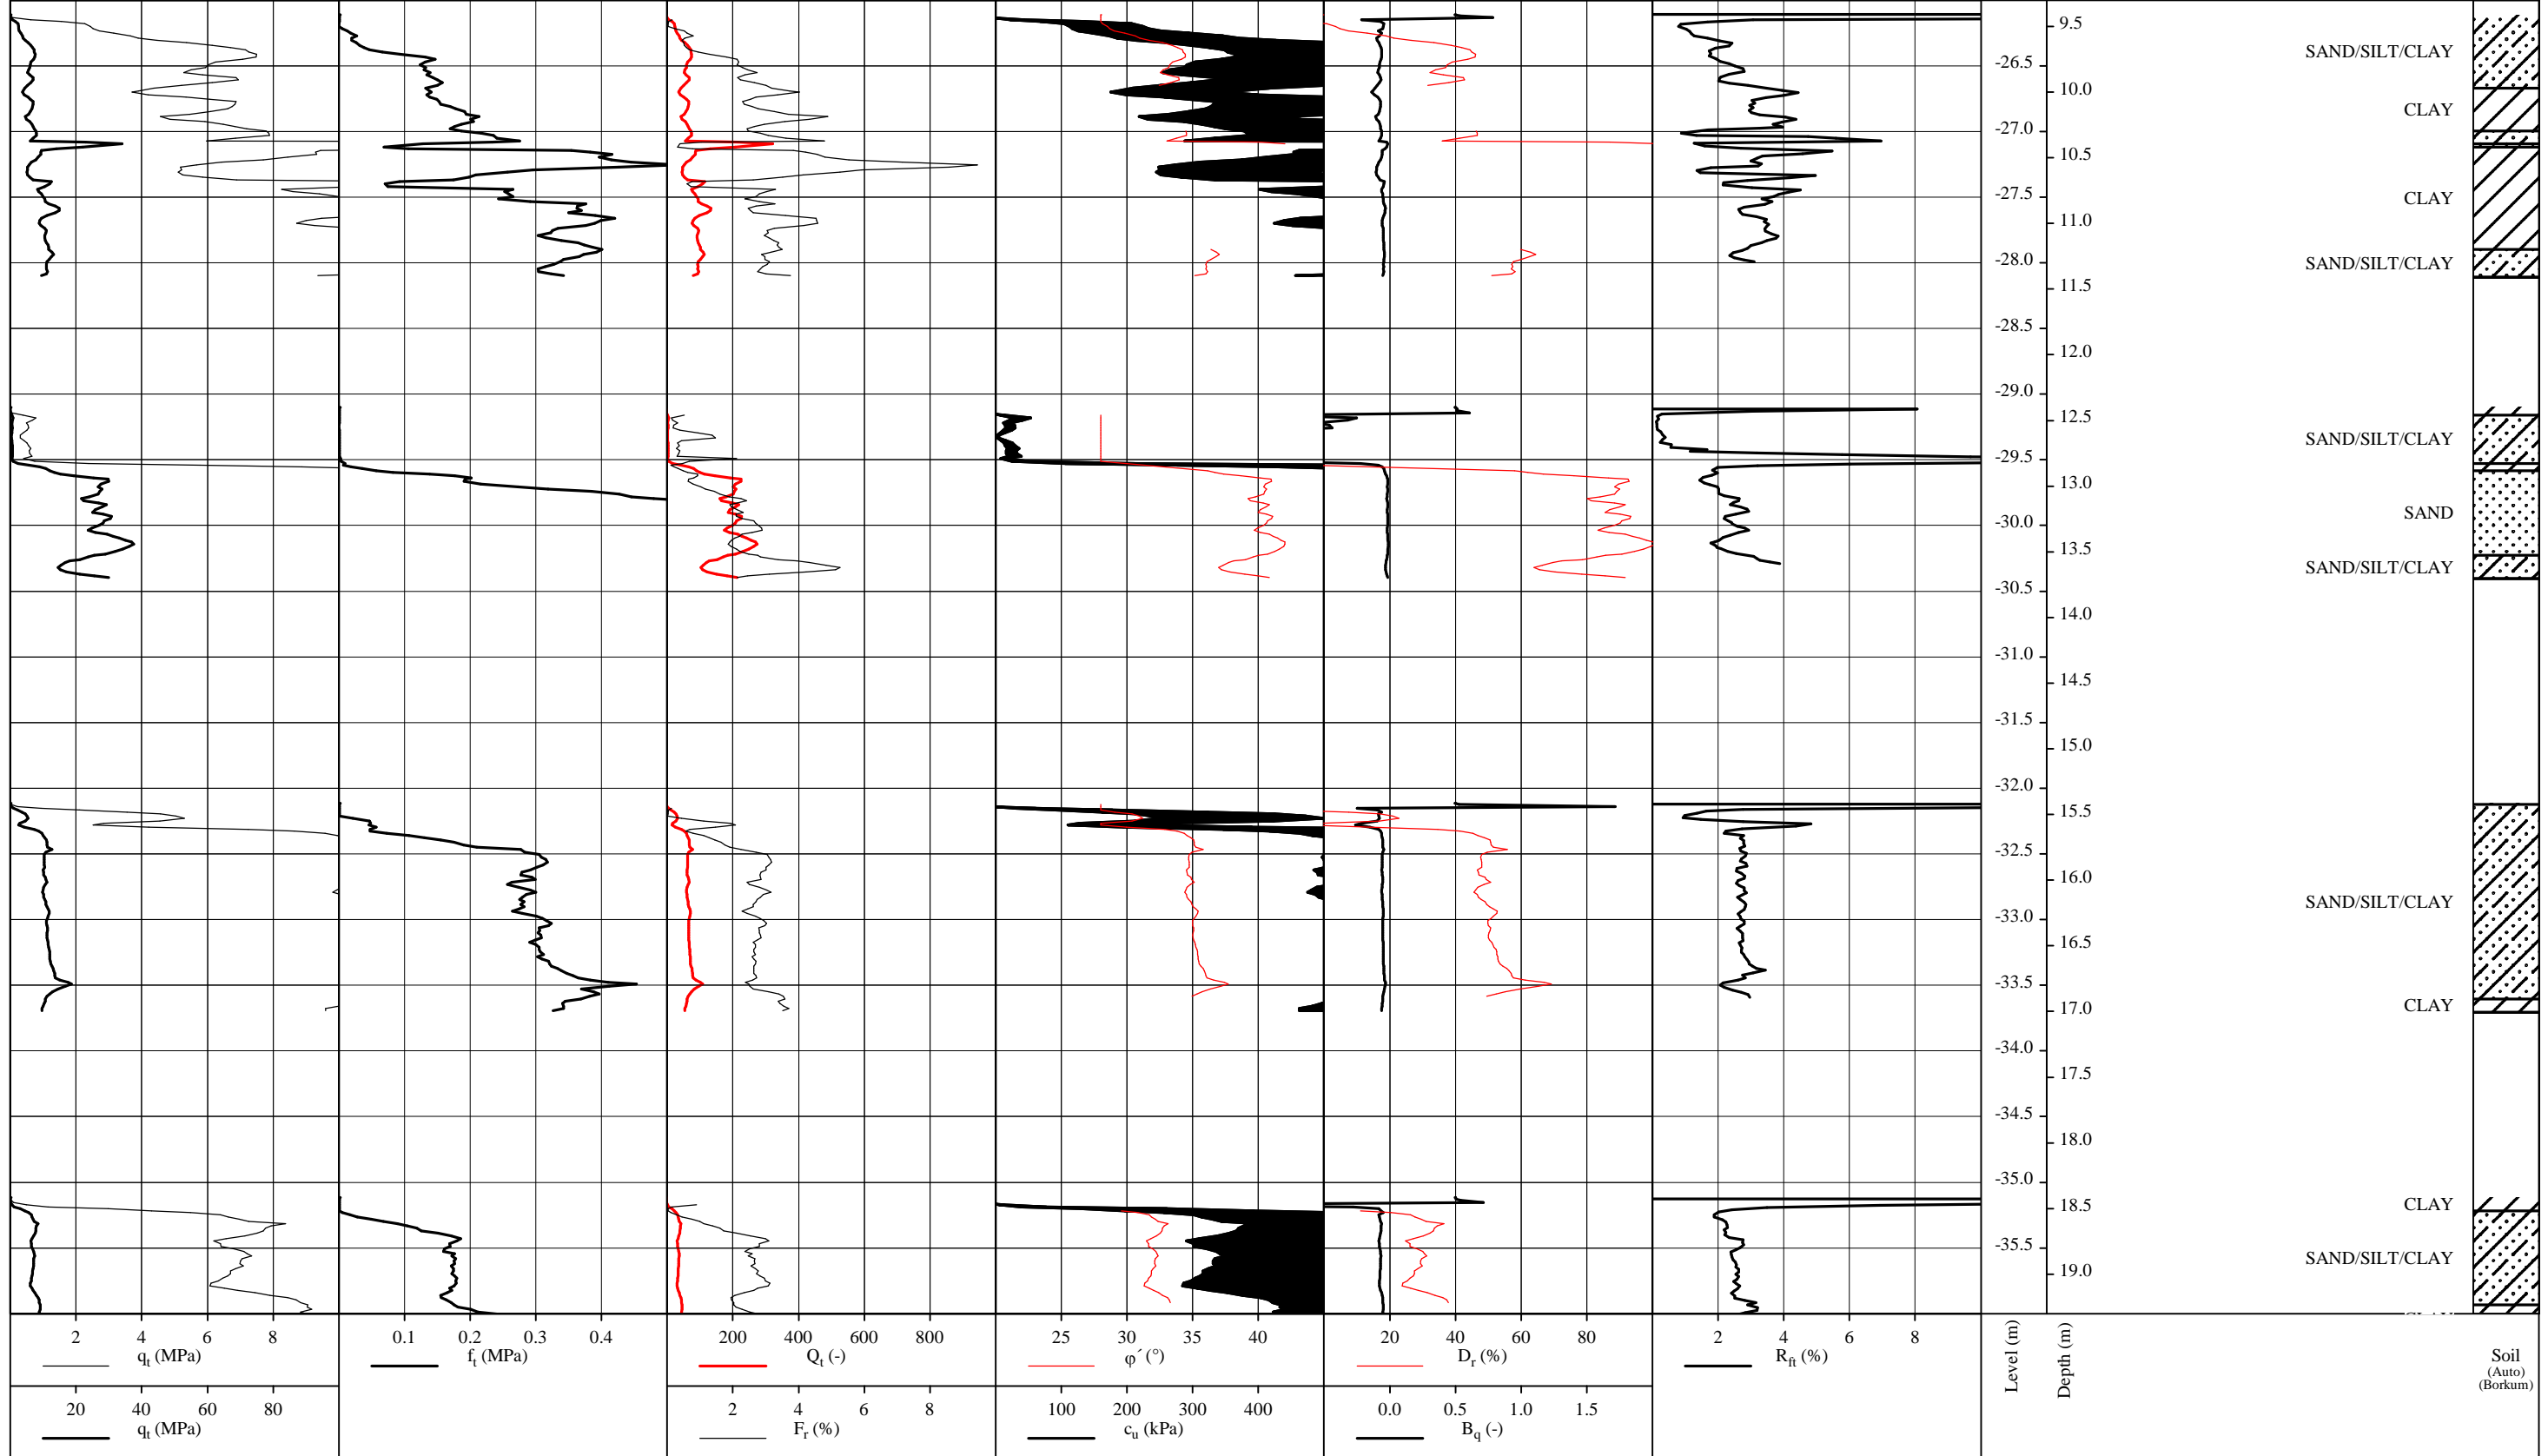 9.5
SAND/SILT/CLAY
-26.5
10.0
CLAY
-27.0
10.5
-27.5
CLAY
11.0
-28.0
SAND/SILT/CLAY
11.5
-28.5
12.0
-29.0
12.5
SAND/SILT/CLAY
-29.5
13.0
SAND
-30.0
13.5
SAND/SILT/CLAY
-30.5
14.0
-31.0
14.5
-31.5
15.0
-32.0
15.5
-32.5
16.0
SAND/SILT/CLAY
-33.0
16.5
-33.5
17.0
CLAY
-34.0
17.5
-34.5
18.0
-35.0
18.5
CLAY
-35.5
SAND/SILT/CLAY
19.0
2 4 6 8 0.1 0.2 0.3 0.4 200 400 600 800 25 30 35 40 20 40 60 80 2 4 6 8
qt (MPa) ft (MPa) Qt (-) φ´ (°) Dr (%) Rft (%)
Level (m)
Depth (m)
Soil
(Auto)
(Borkum)
20 40 60 80 2 4 6 8 100 200 300 400 0.0 0.5 1.0 1.5
qt (MPa) Fr (%) cu (kPa) Bq (-)